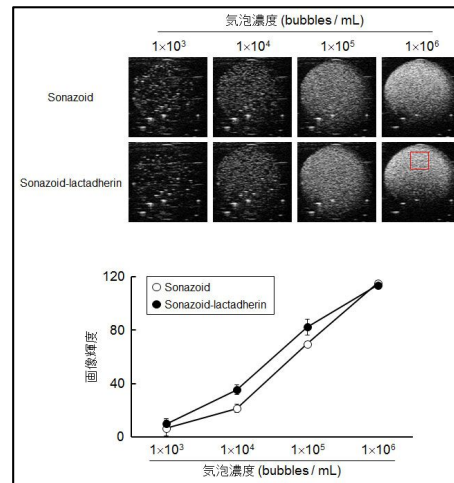 気泡濃度 (bubbles / mL)
1×10³ 1×10⁴ 1×10⁵ 1×10⁶
Sonazoid
Sonazoid-lactadherin
120
80
40
0
画像輝度
Sonazoid
Sonazoid-lactadherin
1×10³ 1×10⁴ 1×10⁵ 1×10⁶
気泡濃度 (bubbles / mL)